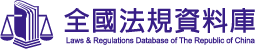 全國法規資料庫
Laws & Regulations Database of The Republic of China